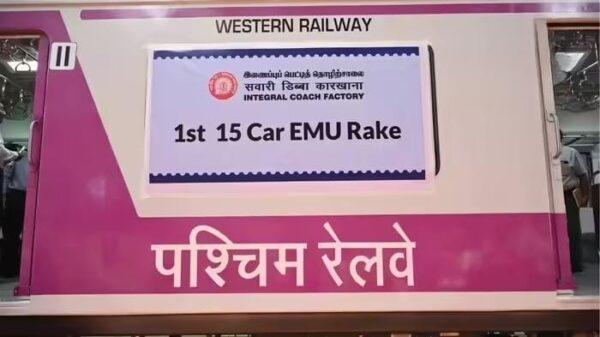 WESTERN RAILWAY
II
இணைப்புப் பெட்டித் தொழிற்சாலை
सवारी डिब्बा कारखाना
INTEGRAL COACH FACTORY
1st 15 Car EMU Rake
पश्चिम रेलवे